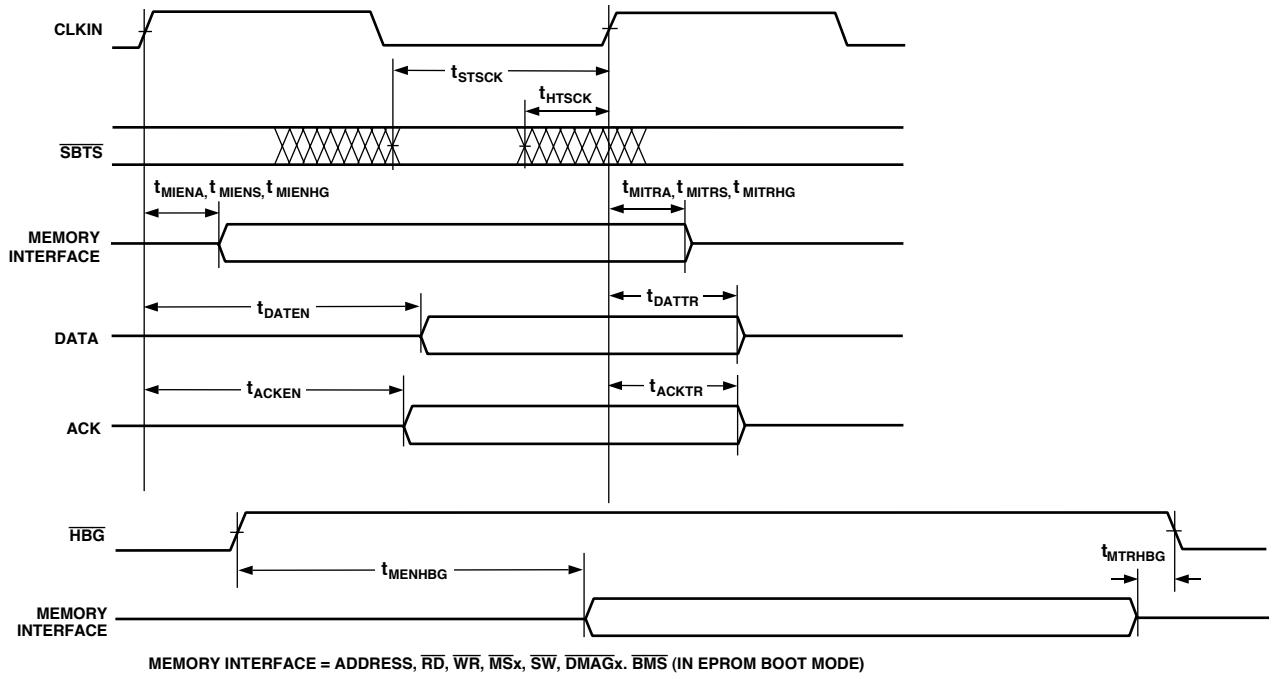 CLKIN
tSTSCK
tHTSCK
SBTS
tMIENA, tMIENS, tMIENHG
tMITRA, tMITRS, tMITRHG
MEMORY
INTERFACE
tDATEN
tDATTR
DATA
tACKEN
tACKTR
ACK
HBG
tMENHBG
tMTRHBG
MEMORY
INTERFACE
MEMORY INTERFACE = ADDRESS, RD, WR, MSx, SW, DMAGx. BMS (IN EPROM BOOT MODE)